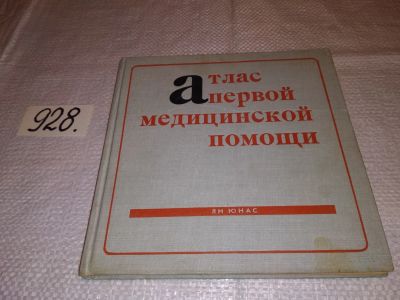 928.
атлас
первой
медицинской
помощи
ЯН ЮНАС